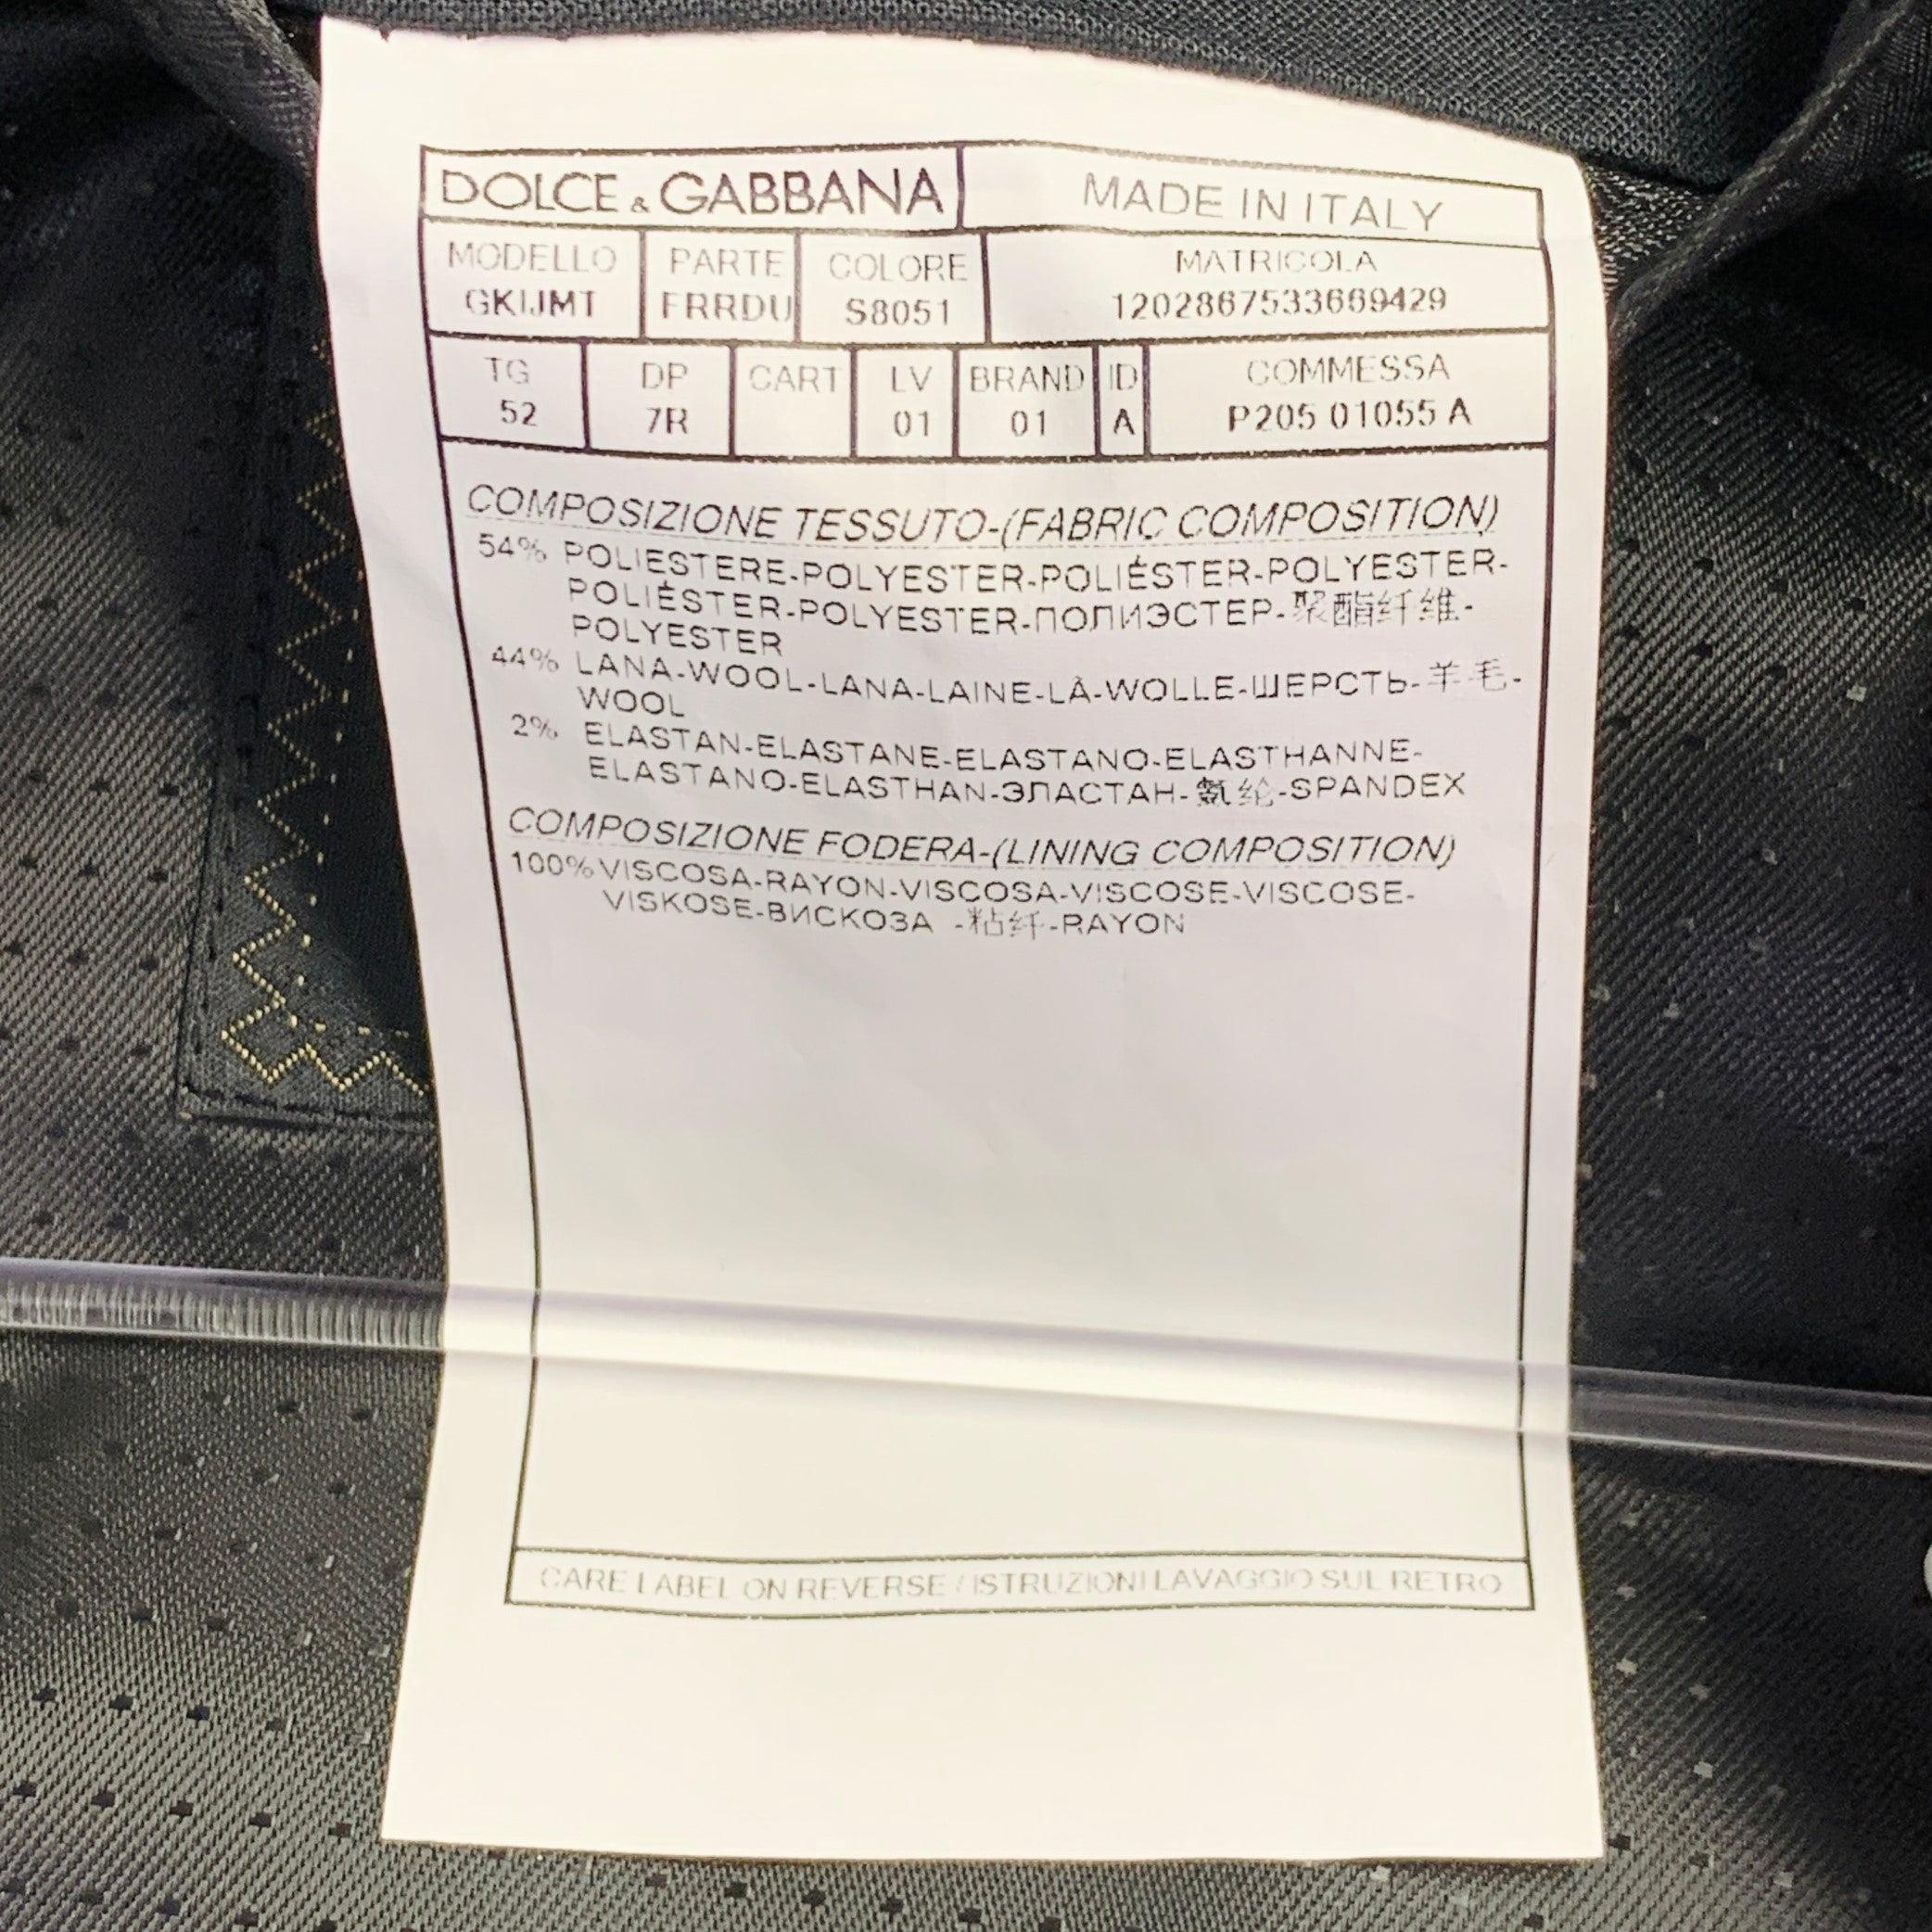 DOLCE & GABBANA MADE IN ITALY
MODELLO PARTE COLORE MATRICOLA
GKIJMT FRRDU S8051 1202867533669429
TG DP CART LV BRAND ID COMMESSA
52 7R 01 01 A P205 01055 A
COMPOSIZIONE TESSUTO-(FABRIC COMPOSITION)
54% POLIESTERE-POLYESTER-POLIÉSTER-POLYESTER-
POLIÉSTER-POLYESTER-ПОЛИЭСТЕР-聚酯纤维-
POLYESTER
44% LANA-WOOL-LANA-LAINE-LÃ-WOLLE-ШЕРСТЬ-羊毛-
WOOL
2% ELASTAN-ELASTANE-ELASTANO-ELASTHANNE-
ELASTANO-ELASTHAN-ЭЛАСТАН-氨纶-SPANDEX
COMPOSIZIONE FODERA-(LINING COMPOSITION)
100% VISCOSA-RAYON-VISCOSA-VISCOSE-VISCOSE-
VISKOSE-ВИСКОЗА -粘纤-RAYON
CARE LABEL ON REVERSE / ISTRUZIONI LAVAGGIO SUL RETRO